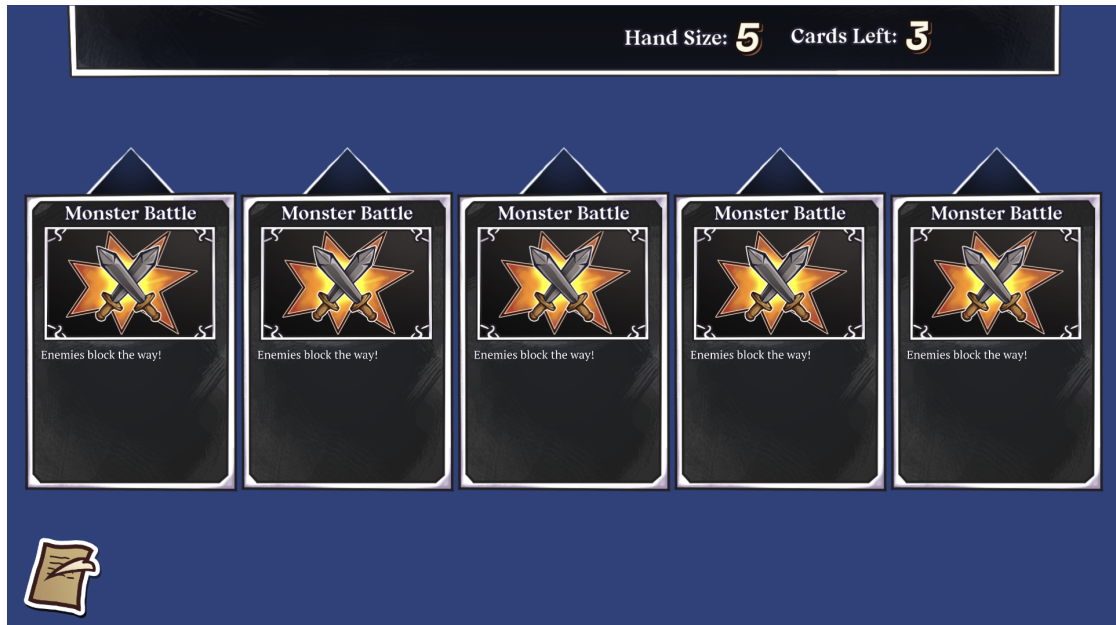 Hand Size: 5 Cards Left: 3
Monster Battle Monster Battle Monster Battle Monster Battle Monster Battle
Enemies block the way! Enemies block the way! Enemies block the way! Enemies block the way! Enemies block the way!